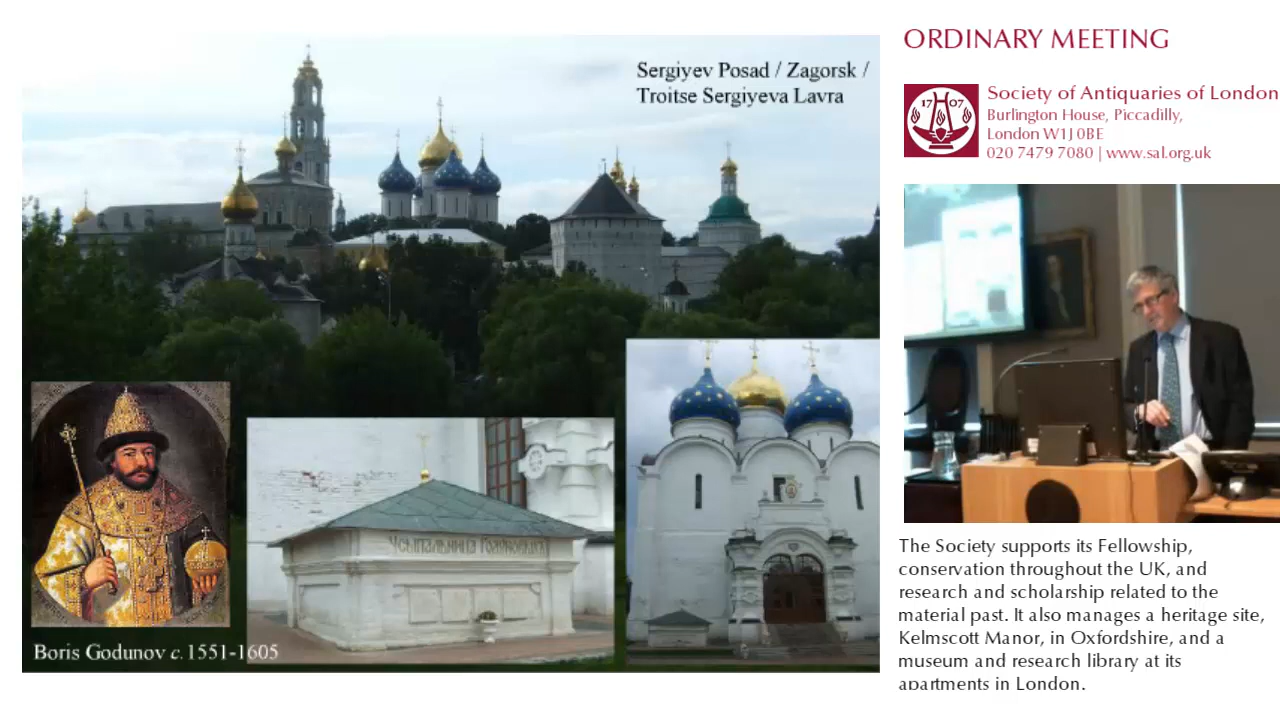 Sergiyev Posad / Zagorsk /
Troitse Sergiyeva Lavra
Усыпальница Годуновых
Boris Godunov c.1551-1605
ORDINARY MEETING
1707
Society of Antiquaries of London
Burlington House, Piccadilly,
London W1J 0BE
020 7479 7080 | www.sal.org.uk
The Society supports its Fellowship,
conservation throughout the UK, and
research and scholarship related to the
material past. It also manages a heritage site,
Kelmscott Manor, in Oxfordshire, and a
museum and research library at its
apartments in London.